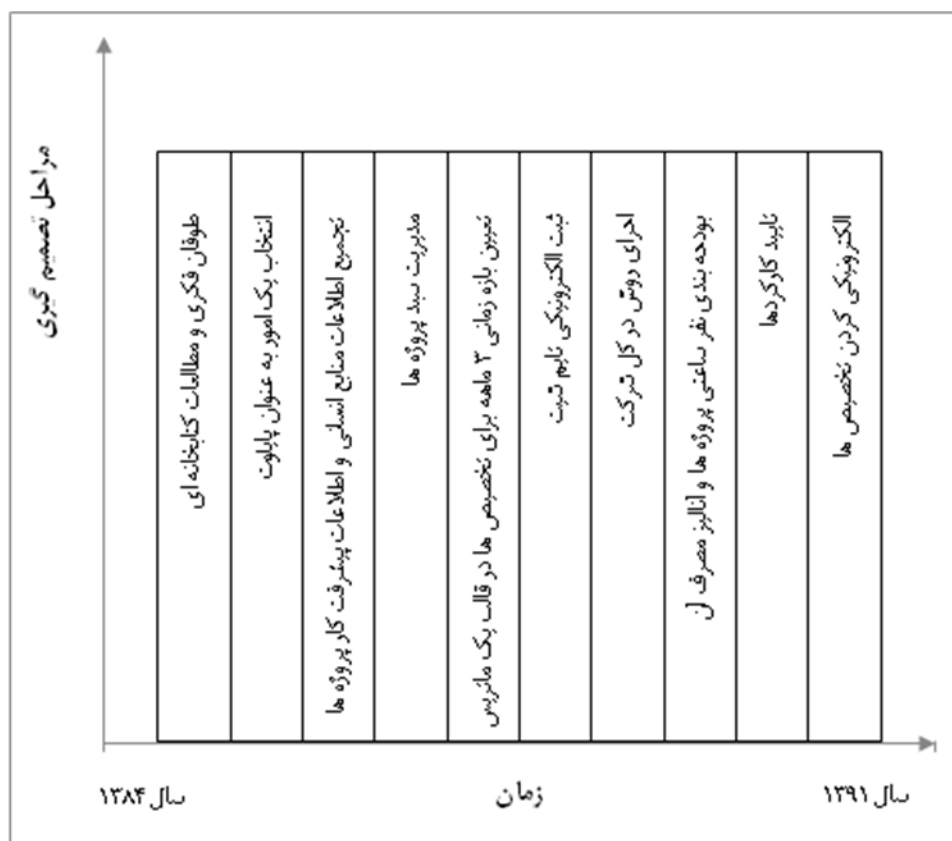 مراحل تصمیم گیری
طوفان فکری و مطالعات کتابخانه ای
انتخاب یک امور به عنوان پایلوت
تجمیع اطلاعات منابع انسانی و اطلاعات پیشرفت کار پروژه ها
مدیریت سبد پروژه ها
تعیین بازه زمانی ۳ ماهه برای تخصیص ها در قالب یک ماتریس
ثبت الکترونیکی تایم شیت
اجرای روش در کل شرکت
بودجه بندی نفر ساعتی پروژه ها و آنالیز مصرف آن
تایید کارکردها
الکترونیکی کردن تخصیص ها
سال ۱۳۸۴
زمان
سال ۱۳۹۱